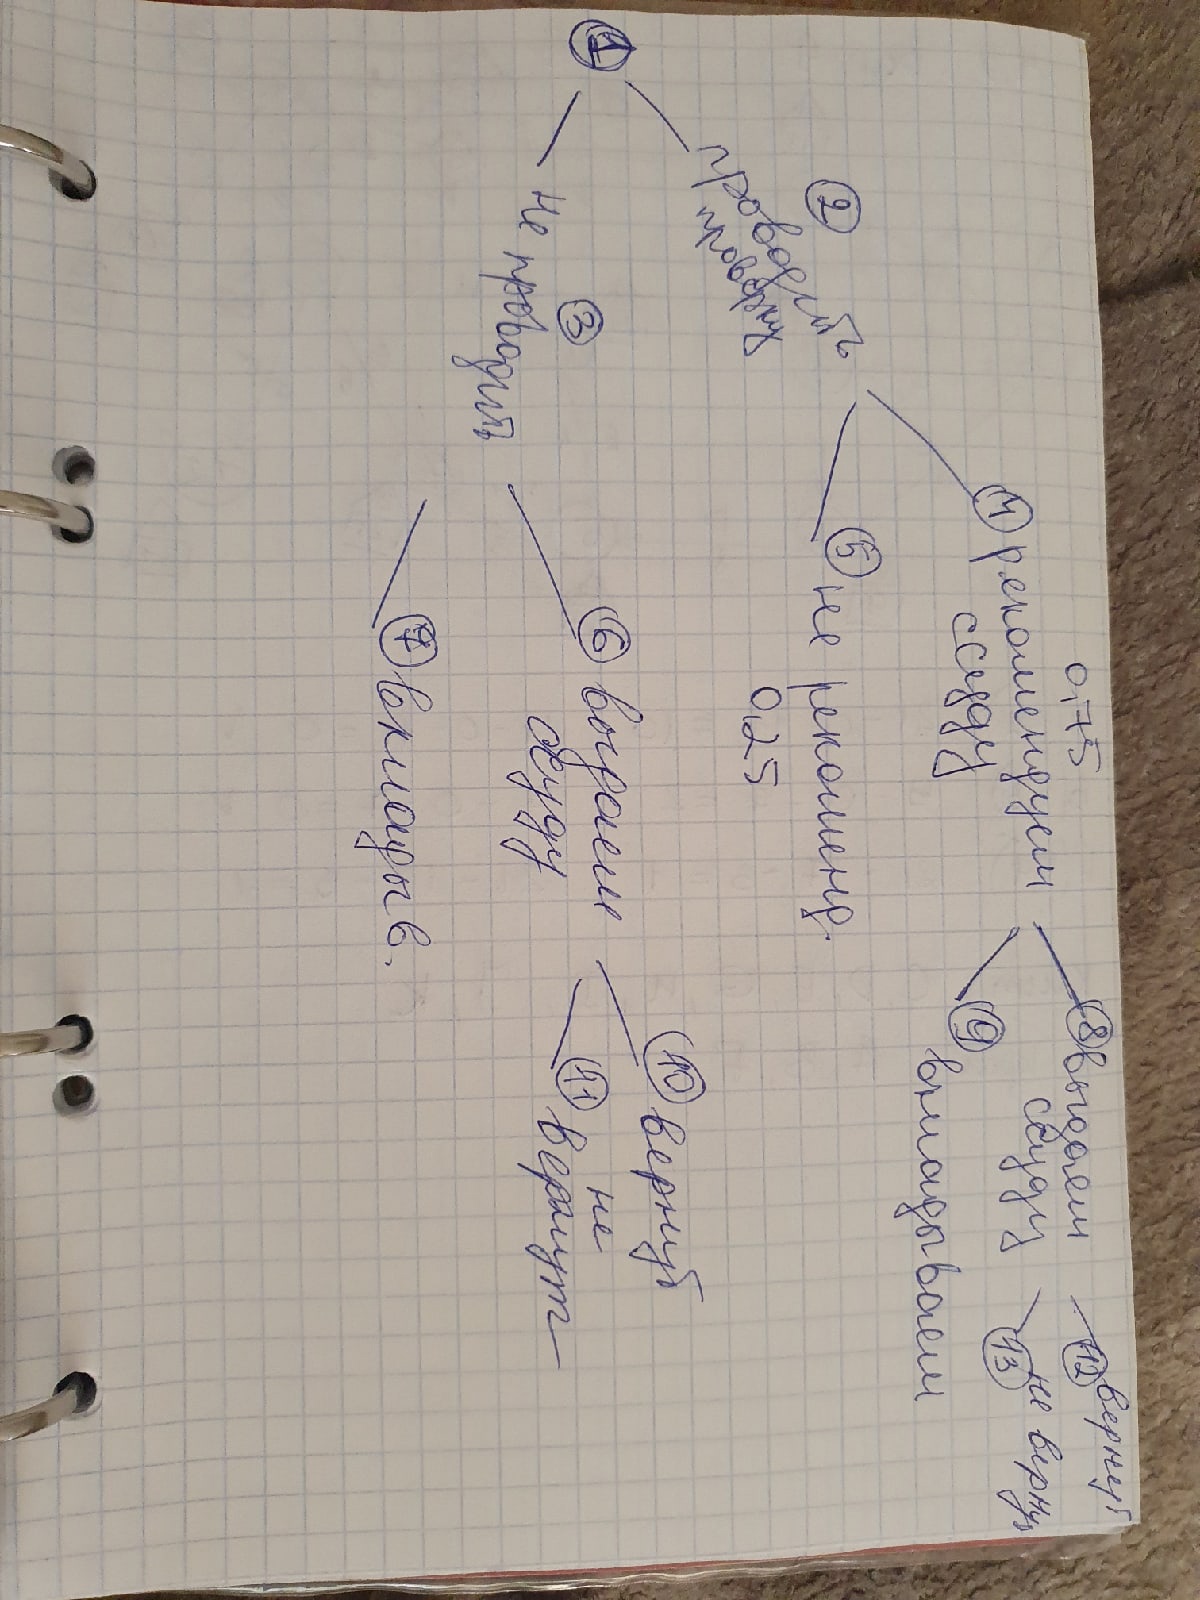 0,75
4 рекомендуем
ссуду
8 выдаем
ссуду
12 вернут
13 не вернут
9 вкладываем
2
проводить
проверку
5 не рекоменд.
0,25
1
3
не проводить
6 выдаем
ссуду
10 вернут
11 не
вернут
7 вкладыв.